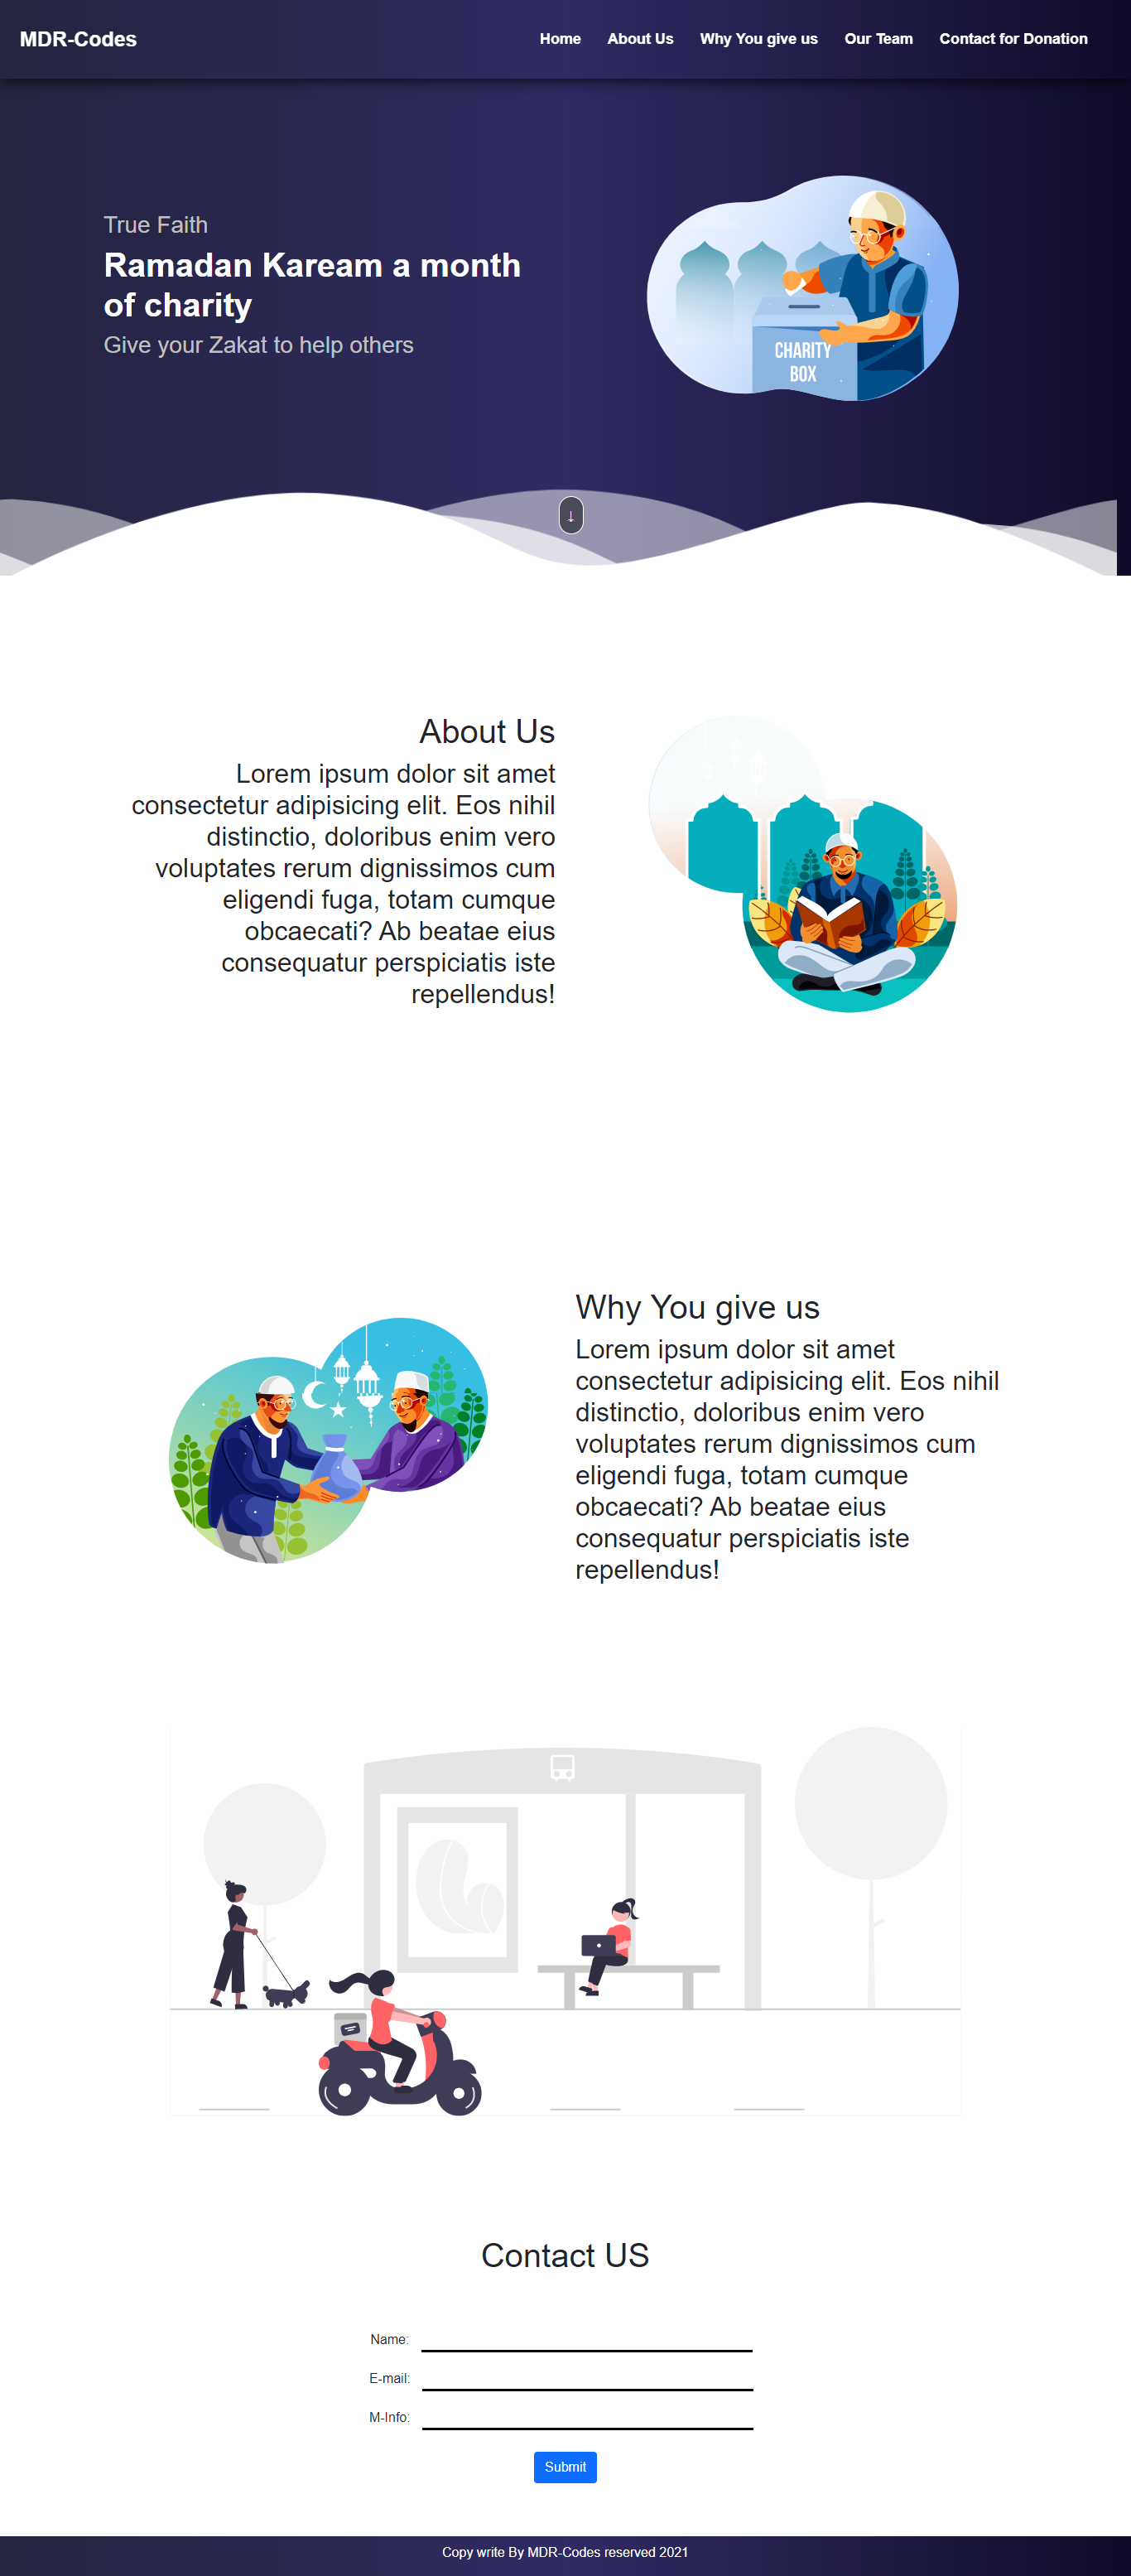 MDR-Codes
Home About Us Why You give us Our Team Contact for Donation
True Faith
Ramadan Kaream a month
of charity
Give your Zakat to help others
CHARITY
BOX
↓
About Us
Lorem ipsum dolor sit amet
consectetur adipisicing elit. Eos nihil
distinctio, doloribus enim vero
voluptates rerum dignissimos cum
eligendi fuga, totam cumque
obcaecati? Ab beatae eius
consequatur perspiciatis iste
repellendus!
Why You give us
Lorem ipsum dolor sit amet
consectetur adipisicing elit. Eos nihil
distinctio, doloribus enim vero
voluptates rerum dignissimos cum
eligendi fuga, totam cumque
obcaecati? Ab beatae eius
consequatur perspiciatis iste
repellendus!
Contact US
Name:
E-mail:
M-Info:
Submit
Copy write By MDR-Codes reserved 2021